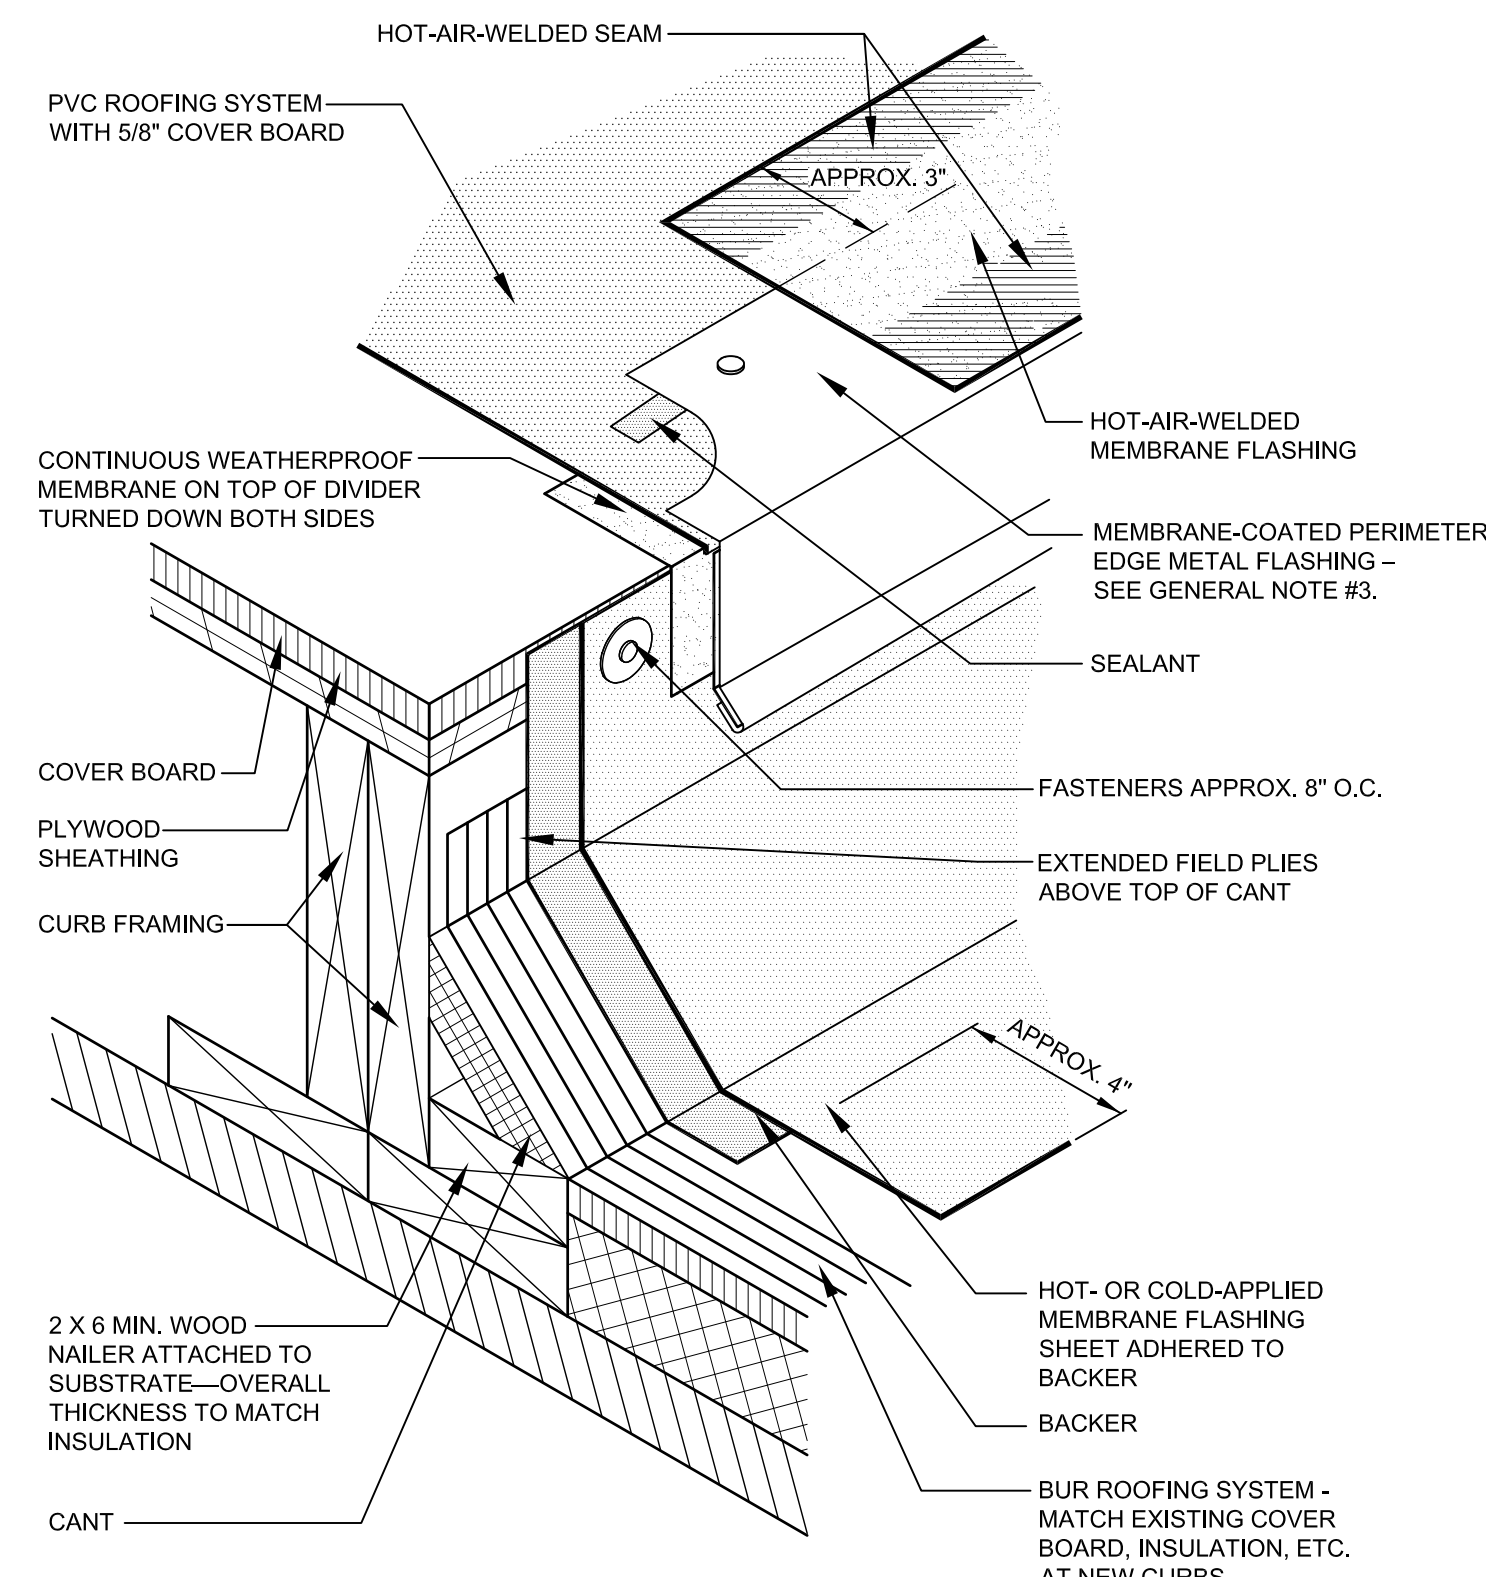 HOT-AIR-WELDED SEAM
PVC ROOFING SYSTEM
WITH 5/8" COVER BOARD
APPROX. 3"
HOT-AIR-WELDED
MEMBRANE FLASHING
CONTINUOUS WEATHERPROOF
MEMBRANE ON TOP OF DIVIDER
TURNED DOWN BOTH SIDES
MEMBRANE-COATED PERIMETER
EDGE METAL FLASHING –
SEE GENERAL NOTE #3.
SEALANT
COVER BOARD
FASTENERS APPROX. 8" O.C.
PLYWOOD
SHEATHING
EXTENDED FIELD PLIES
ABOVE TOP OF CANT
CURB FRAMING
APPROX. 4"
HOT- OR COLD-APPLIED
MEMBRANE FLASHING
SHEET ADHERED TO
BACKER
2 X 6 MIN. WOOD
NAILER ATTACHED TO
SUBSTRATE—OVERALL
THICKNESS TO MATCH
INSULATION
BACKER
CANT
BUR ROOFING SYSTEM -
MATCH EXISTING COVER
BOARD, INSULATION, ETC.
AT NEW CURBS